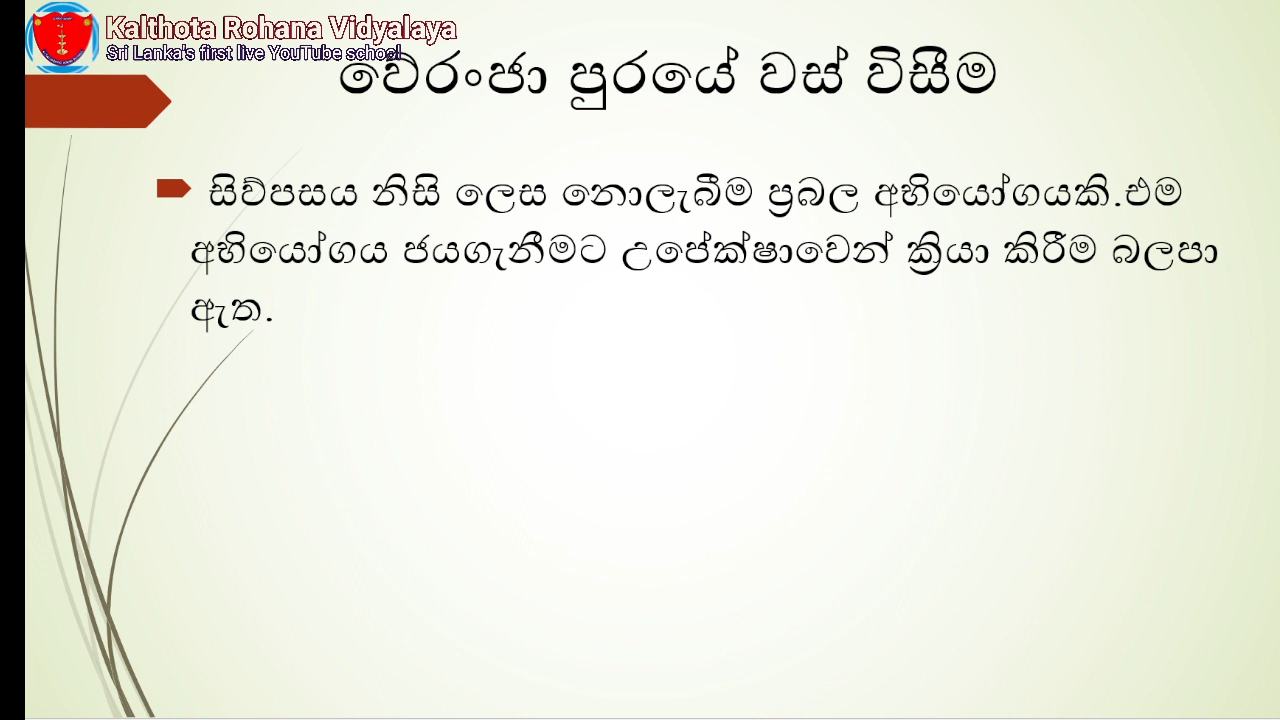 Kalthota Rohana Vidyalaya
Sri Lanka's first live YouTube school
වේරංජා පුරයේ වස් විසීම
සිව්පසය නිසි ලෙස නොලැබීම ප්‍රබල අභියෝගයකි.එම
අභියෝගය ජයගැනීමට උපේක්ෂාවෙන් ක්‍රියා කිරීම බලපා
ඇත.